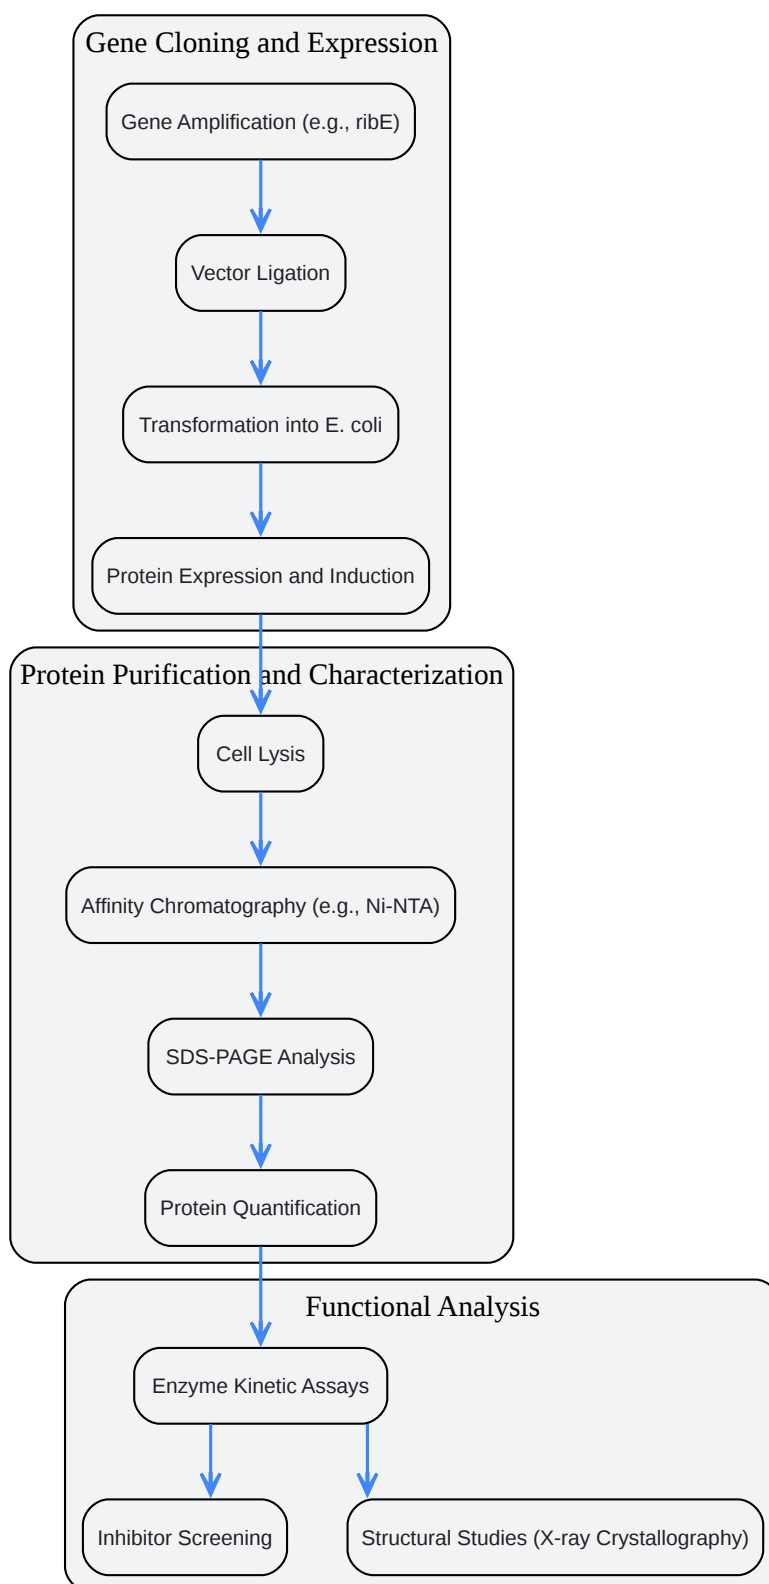 Gene Cloning and Expression
Gene Amplification (e.g., ribE)
Vector Ligation
Transformation into E. coli
Protein Expression and Induction
Protein Purification and Characterization
Cell Lysis
Affinity Chromatography (e.g., Ni-NTA)
SDS-PAGE Analysis
Protein Quantification
Functional Analysis
Enzyme Kinetic Assays
Inhibitor Screening
Structural Studies (X-ray Crystallography)